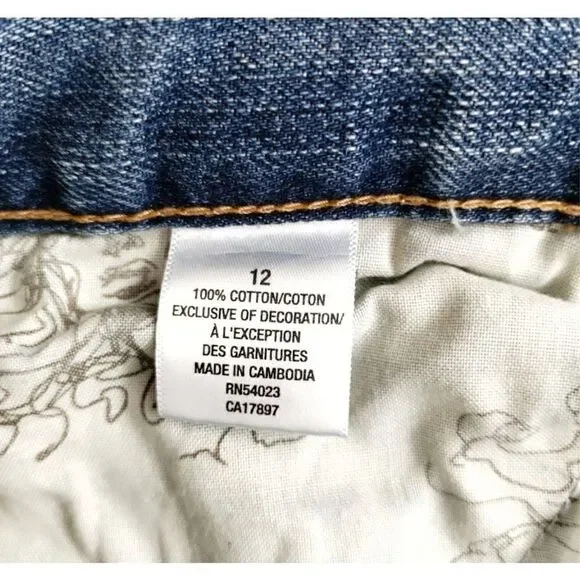 12
100% COTTON/COTON
EXCLUSIVE OF DECORATION/
À L'EXCEPTION
DES GARNITURES
MADE IN CAMBODIA
RN54023
CA17897